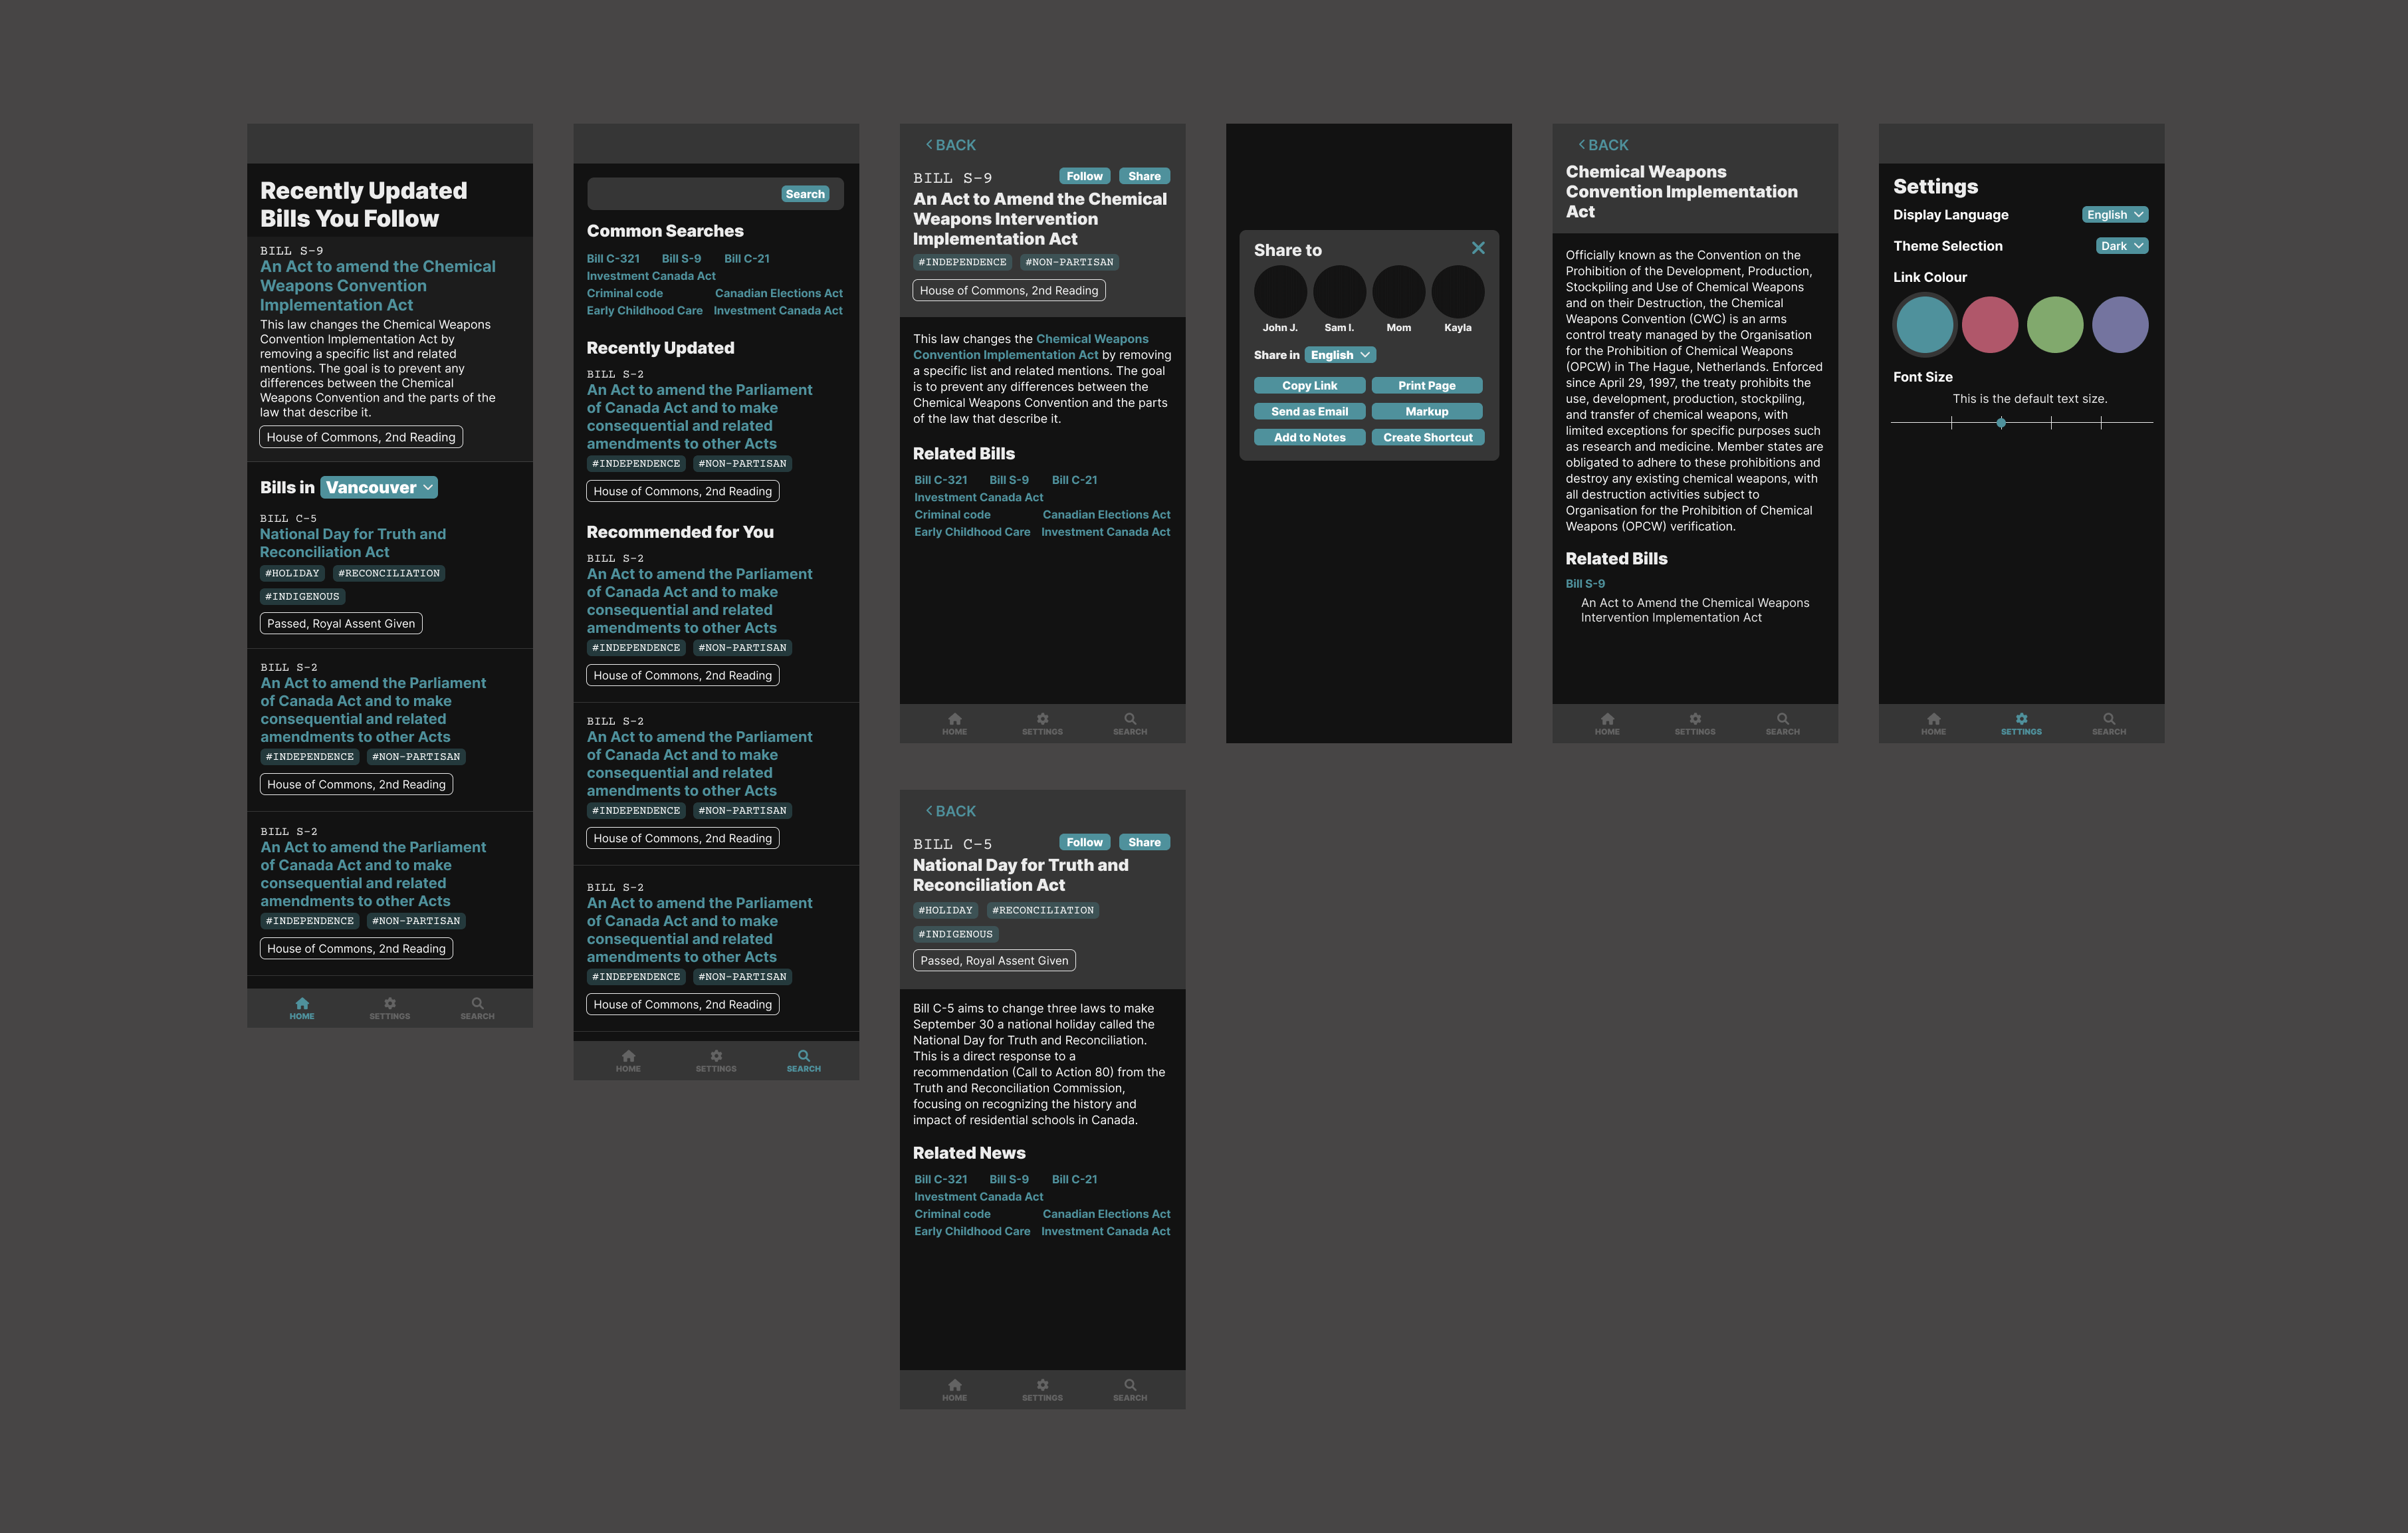 Recently Updated
Bills You Follow
BILL S-9
An Act to amend the Chemical
Weapons Convention
Implementation Act
This law changes the Chemical Weapons
Convention Implementation Act by
removing a specific list and related
mentions. The goal is to prevent any
differences between the Chemical
Weapons Convention and the parts of the
law that describe it.
House of Commons, 2nd Reading
Bills in Vancouver
BILL C-5
National Day for Truth and
Reconciliation Act
#HOLIDAY #RECONCILIATION
#INDIGENOUS
Passed, Royal Assent Given
BILL S-2
An Act to amend the Parliament
of Canada Act and to make
consequential and related
amendments to other Acts
#INDEPENDENCE #NON-PARTISAN
House of Commons, 2nd Reading
BILL S-2
An Act to amend the Parliament
of Canada Act and to make
consequential and related
amendments to other Acts
#INDEPENDENCE #NON-PARTISAN
House of Commons, 2nd Reading
HOME SETTINGS SEARCH
Search
Common Searches
Bill C-321 Bill S-9 Bill C-21
Investment Canada Act
Criminal code Canadian Elections Act
Early Childhood Care Investment Canada Act
Recently Updated
BILL S-2
An Act to amend the Parliament
of Canada Act and to make
consequential and related
amendments to other Acts
#INDEPENDENCE #NON-PARTISAN
House of Commons, 2nd Reading
Recommended for You
BILL S-2
An Act to amend the Parliament
of Canada Act and to make
consequential and related
amendments to other Acts
#INDEPENDENCE #NON-PARTISAN
House of Commons, 2nd Reading
BILL S-2
An Act to amend the Parliament
of Canada Act and to make
consequential and related
amendments to other Acts
#INDEPENDENCE #NON-PARTISAN
House of Commons, 2nd Reading
BILL S-2
An Act to amend the Parliament
of Canada Act and to make
consequential and related
amendments to other Acts
#INDEPENDENCE #NON-PARTISAN
House of Commons, 2nd Reading
HOME SETTINGS SEARCH
BACK
BILL S-9 Follow Share
An Act to Amend the Chemical
Weapons Intervention
Implementation Act
#INDEPENDENCE #NON-PARTISAN
House of Commons, 2nd Reading
This law changes the Chemical Weapons
Convention Implementation Act by removing
a specific list and related mentions. The goal
is to prevent any differences between the
Chemical Weapons Convention and the parts
of the law that describe it.
Related Bills
Bill C-321 Bill S-9 Bill C-21
Investment Canada Act
Criminal code Canadian Elections Act
Early Childhood Care Investment Canada Act
HOME SETTINGS SEARCH
BACK
BILL C-5 Follow Share
National Day for Truth and
Reconciliation Act
#HOLIDAY #RECONCILIATION
#INDIGENOUS
Passed, Royal Assent Given
Bill C-5 aims to change three laws to make
September 30 a national holiday called the
National Day for Truth and Reconciliation.
This is a direct response to a
recommendation (Call to Action 80) from the
Truth and Reconciliation Commission,
focusing on recognizing the history and
impact of residential schools in Canada.
Related News
Bill C-321 Bill S-9 Bill C-21
Investment Canada Act
Criminal code Canadian Elections Act
Early Childhood Care Investment Canada Act
HOME SETTINGS SEARCH
Share to
John J. Sam I. Mom Kayla
Share in English
Copy Link Print Page
Send as Email Markup
Add to Notes Create Shortcut
BACK
Chemical Weapons
Convention Implementation
Act
Officially known as the Convention on the
Prohibition of the Development, Production,
Stockpiling and Use of Chemical Weapons
and on their Destruction, the Chemical
Weapons Convention (CWC) is an arms
control treaty managed by the Organisation
for the Prohibition of Chemical Weapons
(OPCW) in The Hague, Netherlands. Enforced
since April 29, 1997, the treaty prohibits the
use, development, production, stockpiling,
and transfer of chemical weapons, with
limited exceptions for specific purposes such
as research and medicine. Member states are
obligated to adhere to these prohibitions and
destroy any existing chemical weapons, with
all destruction activities subject to
Organisation for the Prohibition of Chemical
Weapons (OPCW) verification.
Related Bills
Bill S-9
An Act to Amend the Chemical Weapons
Intervention Implementation Act
HOME SETTINGS SEARCH
Settings
Display Language English
Theme Selection Dark
Link Colour
Font Size
This is the default text size.
HOME SETTINGS SEARCH